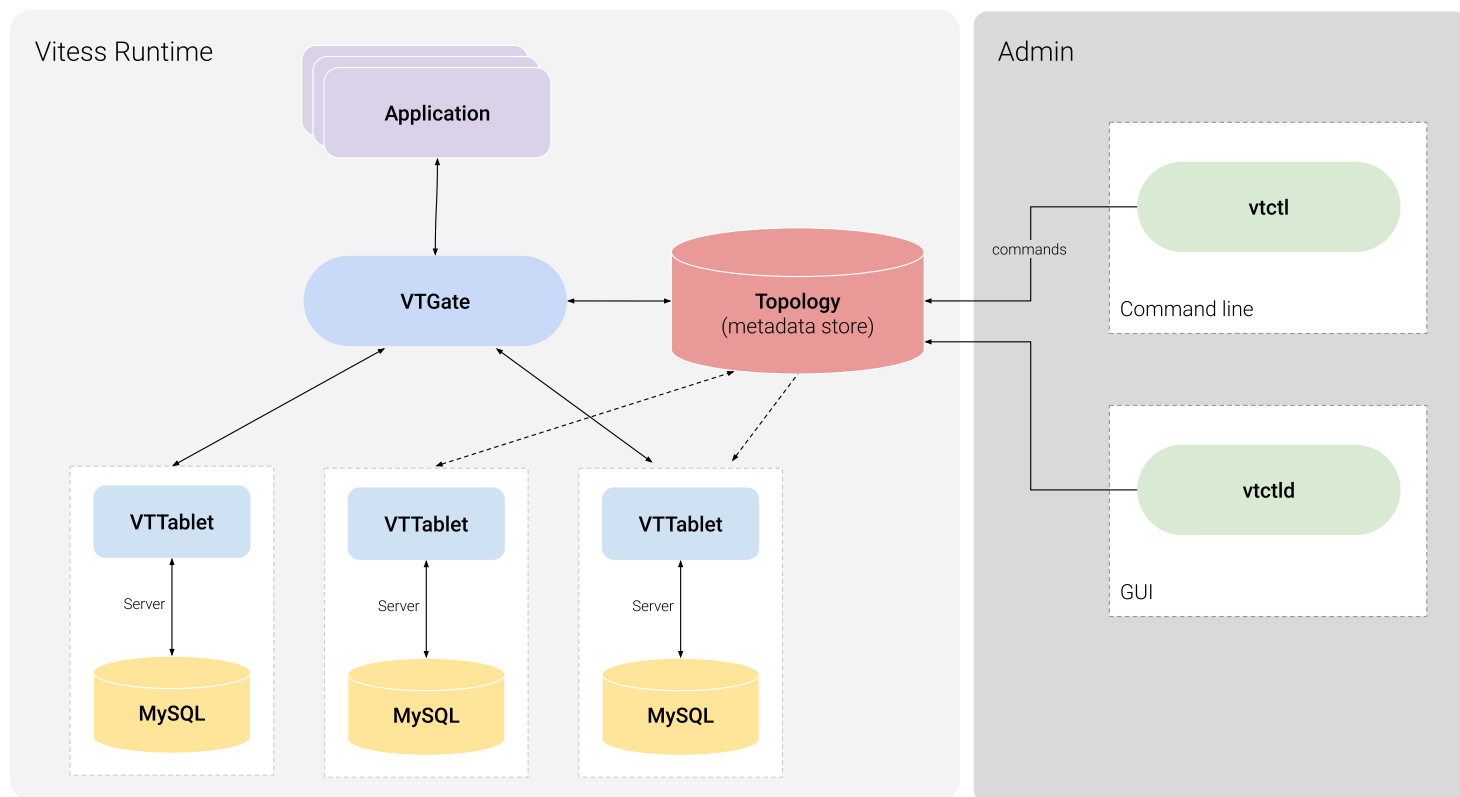 Vitess Runtime
Admin
Application
vtctl
commands
VTGate
Topology
(metadata store)
Command line
vtctld
GUI
VTTablet
VTTablet
VTTablet
Server
Server
Server
MySQL
MySQL
MySQL